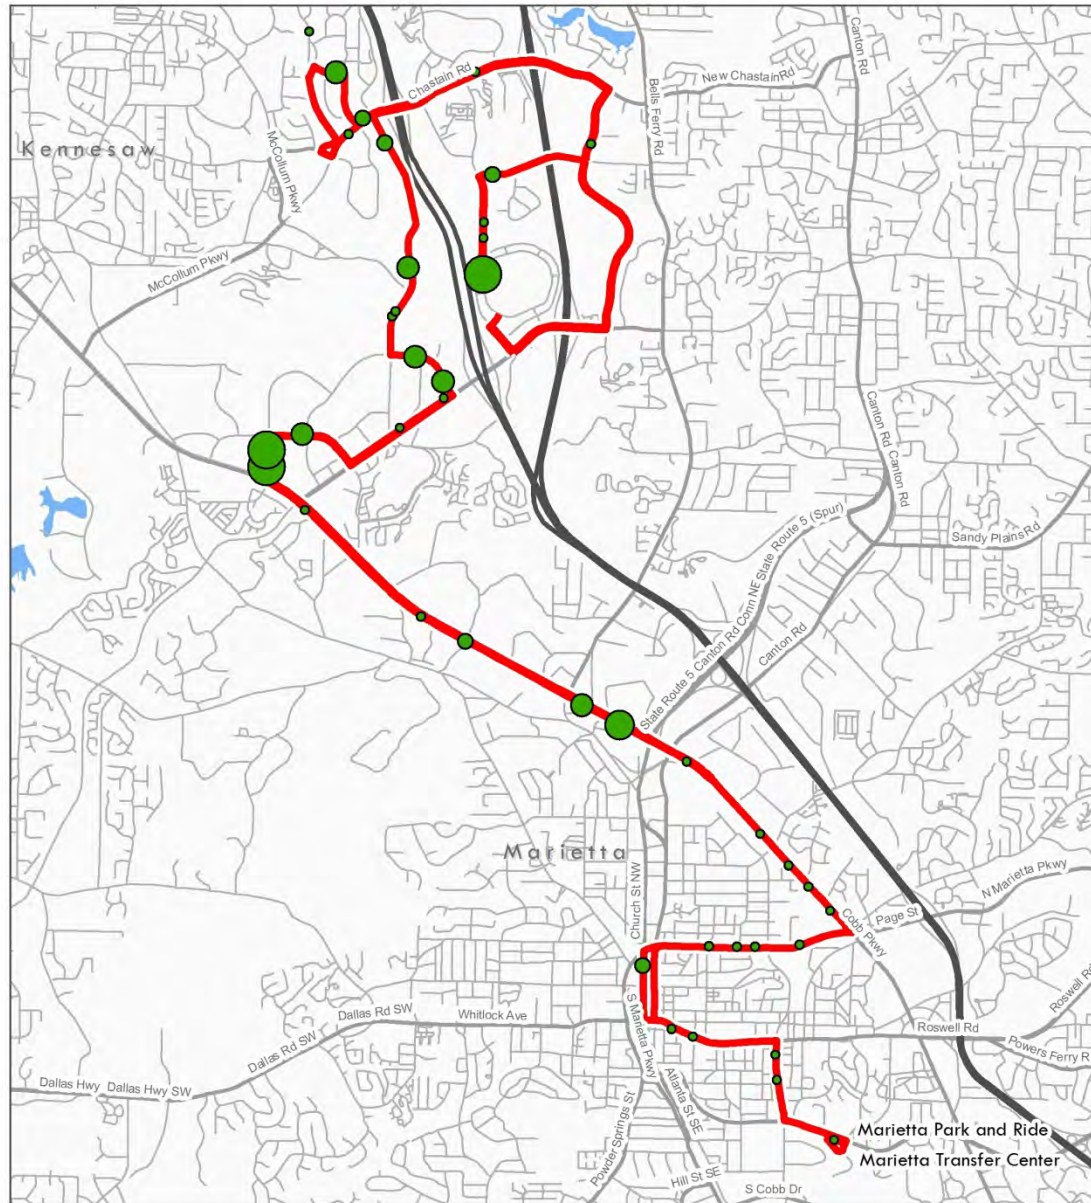 Canton Rd
Canton Rd
Chastain Rd
New Chastain Rd
Bells Ferry Rd
Kennesaw
McCollum Pkwy
McCollum Pkwy
Canton Rd
Canton Rd
State Route 5 (Spur)
Sandy Plains Rd
Conn NE
Canton Rd
State Route 5
Canton Rd
Marietta
Church St NW
N Marietta Pkwy
Page St
Cobb Pkwy
Roswell Rd
Dallas Rd SW
Whitlock Ave
S Marietta Pkwy
Roswell Rd
Powers Ferry R
Dallas Rd SW
Dallas Hwy
Dallas Hwy SW
Atlanta St SE
Powder Springs St
Marietta Park and Ride
Marietta Transfer Center
Hill St SE
S Cobb Dr